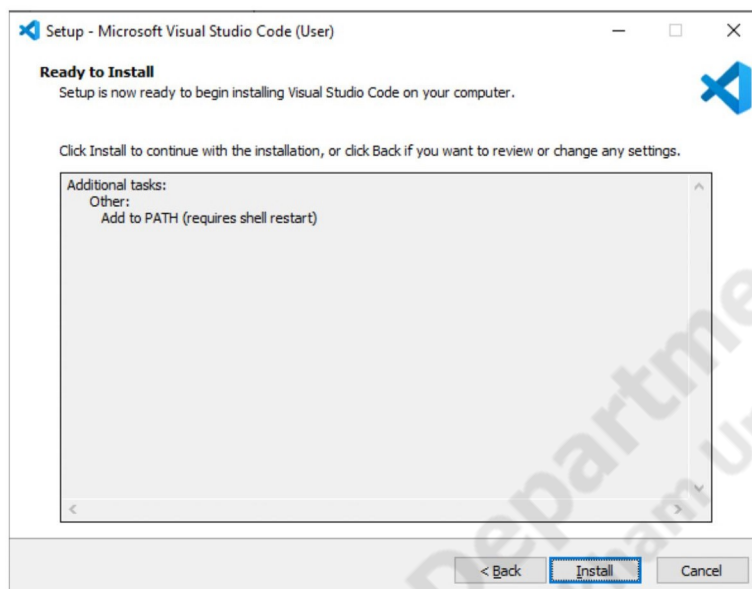 Setup - Microsoft Visual Studio Code (User)
Ready to Install
Setup is now ready to begin installing Visual Studio Code on your computer.
Click Install to continue with the installation, or click Back if you want to review or change any settings.
Additional tasks:
Other:
Add to PATH (requires shell restart)
< Back
Install
Cancel